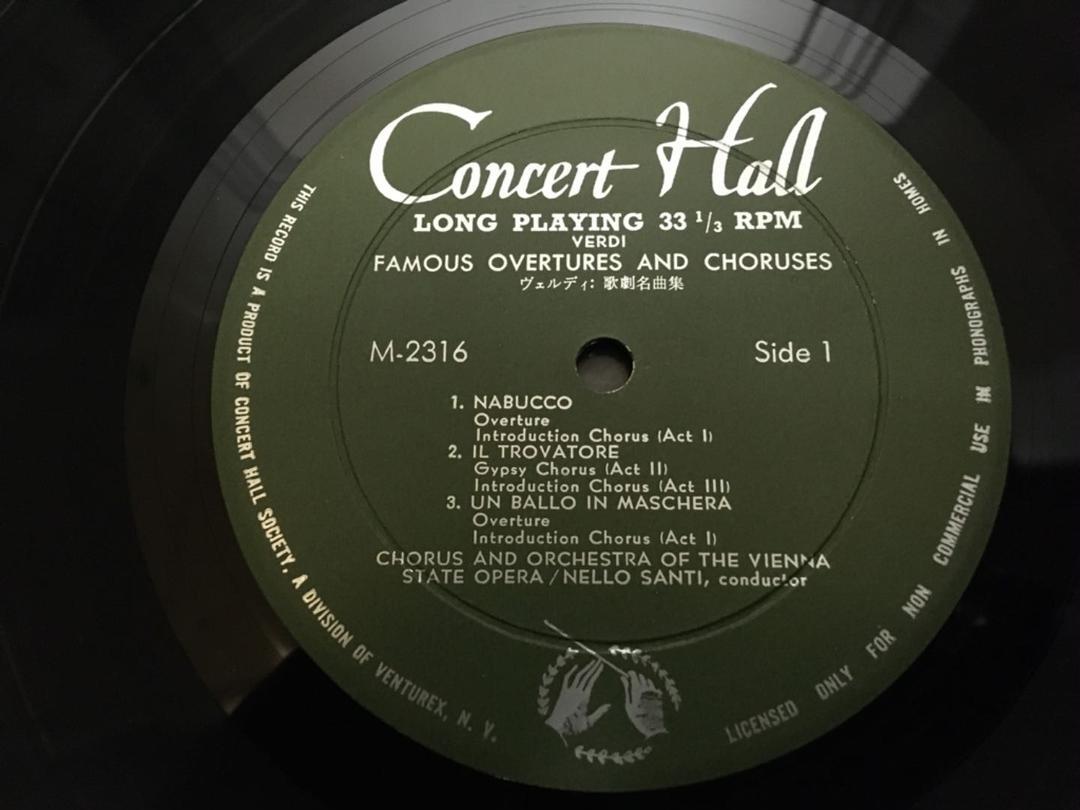 Concert Hall
LONG PLAYING 33 1/3 RPM
VERDI
FAMOUS OVERTURES AND CHORUSES
ヴェルディ: 歌劇名曲集
M-2316
Side 1
1. NABUCCO
Overture
Introduction Chorus (Act I)
2. IL TROVATORE
Gypsy Chorus (Act II)
Introduction Chorus (Act III)
3. UN BALLO IN MASCHERA
Overture
Introduction Chorus (Act I)
CHORUS AND ORCHESTRA OF THE VIENNA
STATE OPERA / NELLO SANTI, conductor
THIS RECORD IS A PRODUCT OF CONCERT HALL SOCIETY, A DIVISION OF VENTUREX, N. Y.
LICENSED ONLY FOR NON COMMERCIAL USE IN PHONOGRAPHS IN HOMES